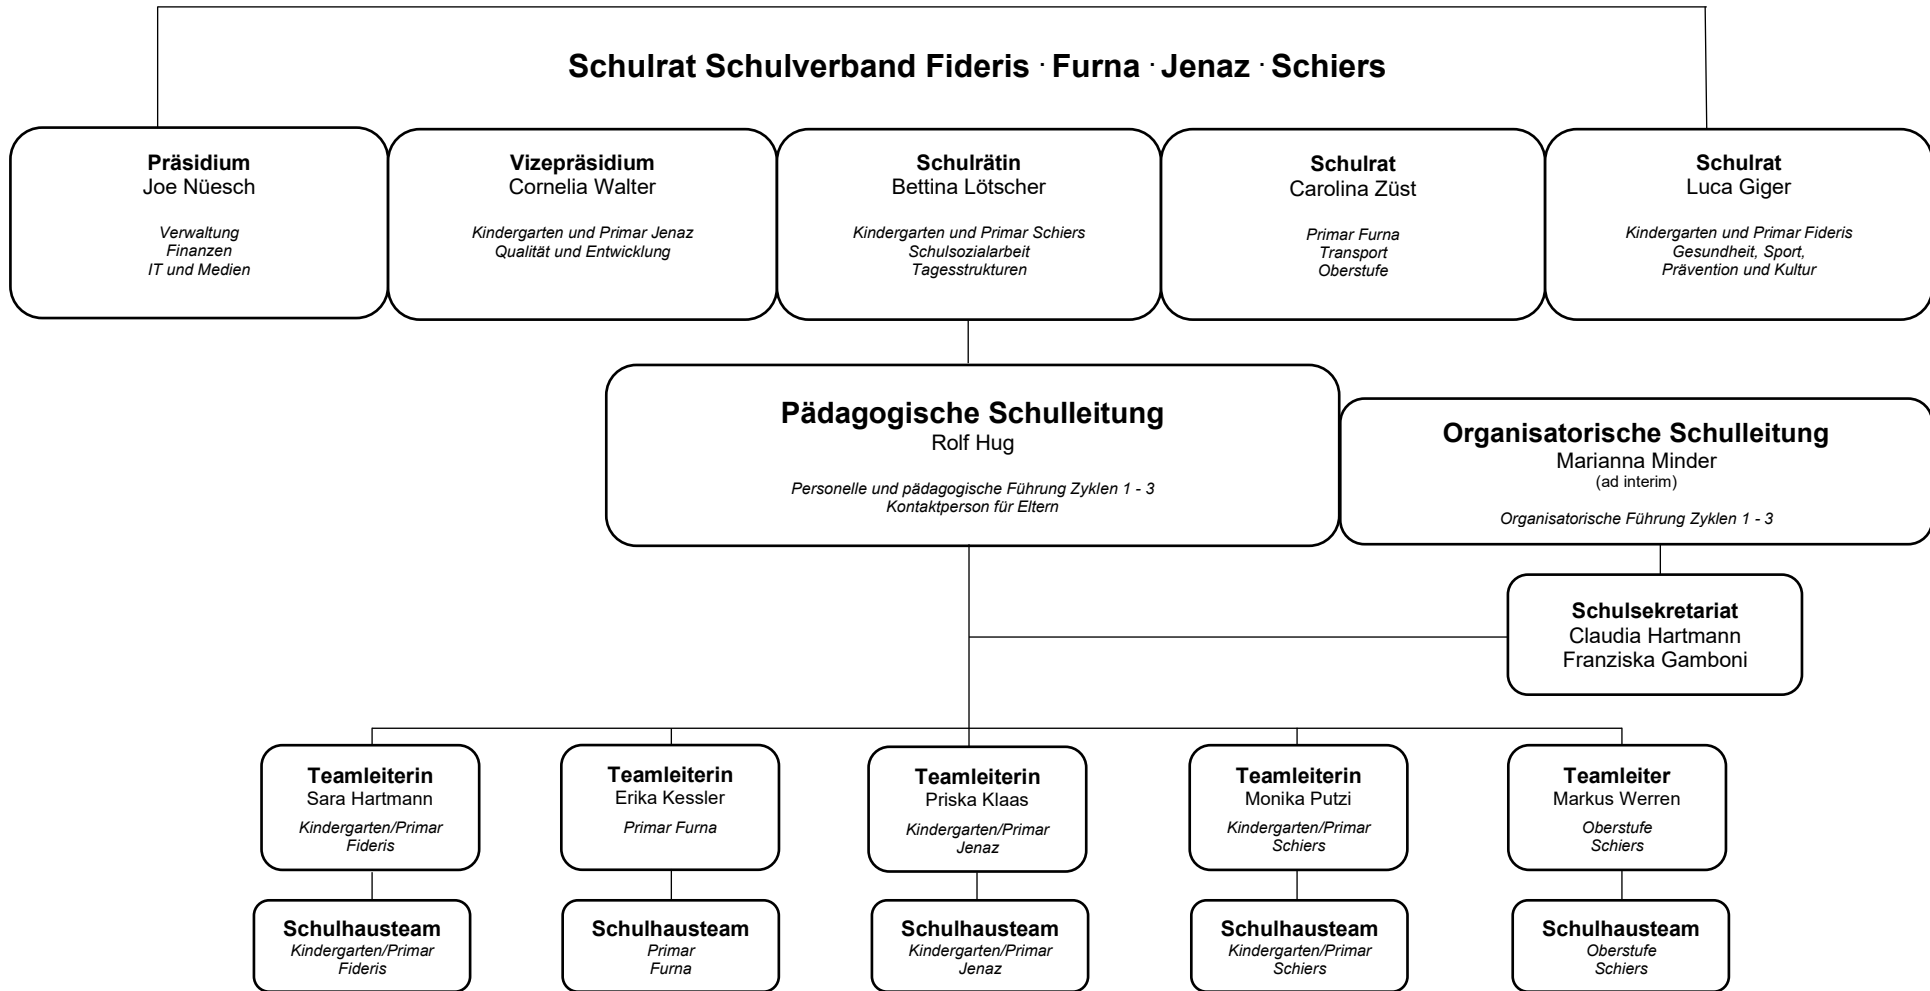 Schulrat Schulverband Fideris · Furna · Jenaz · Schiers
Präsidium
Joe Nüesch
Verwaltung
Finanzen
IT und Medien
Vizepräsidium
Cornelia Walter
Kindergarten und Primar Jenaz
Qualität und Entwicklung
Schulrätin
Bettina Lötscher
Kindergarten und Primar Schiers
Schulsozialarbeit
Tagesstrukturen
Schulrat
Carolina Züst
Primar Furna
Transport
Oberstufe
Schulrat
Luca Giger
Kindergarten und Primar Fideris
Gesundheit, Sport,
Prävention und Kultur
Pädagogische Schulleitung
Rolf Hug
Personelle und pädagogische Führung Zyklen 1 - 3
Kontaktperson für Eltern
Organisatorische Schulleitung
Marianna Minder
(ad interim)
Organisatorische Führung Zyklen 1 - 3
Schulsekretariat
Claudia Hartmann
Franziska Gamboni
Teamleiterin
Sara Hartmann
Kindergarten/Primar
Fideris
Teamleiterin
Erika Kessler
Primar Furna
Teamleiterin
Priska Klaas
Kindergarten/Primar
Jenaz
Teamleiterin
Monika Putzi
Kindergarten/Primar
Schiers
Teamleiter
Markus Werren
Oberstufe
Schiers
Schulhausteam
Kindergarten/Primar
Fideris
Schulhausteam
Primar
Furna
Schulhausteam
Kindergarten/Primar
Jenaz
Schulhausteam
Kindergarten/Primar
Schiers
Schulhausteam
Oberstufe
Schiers